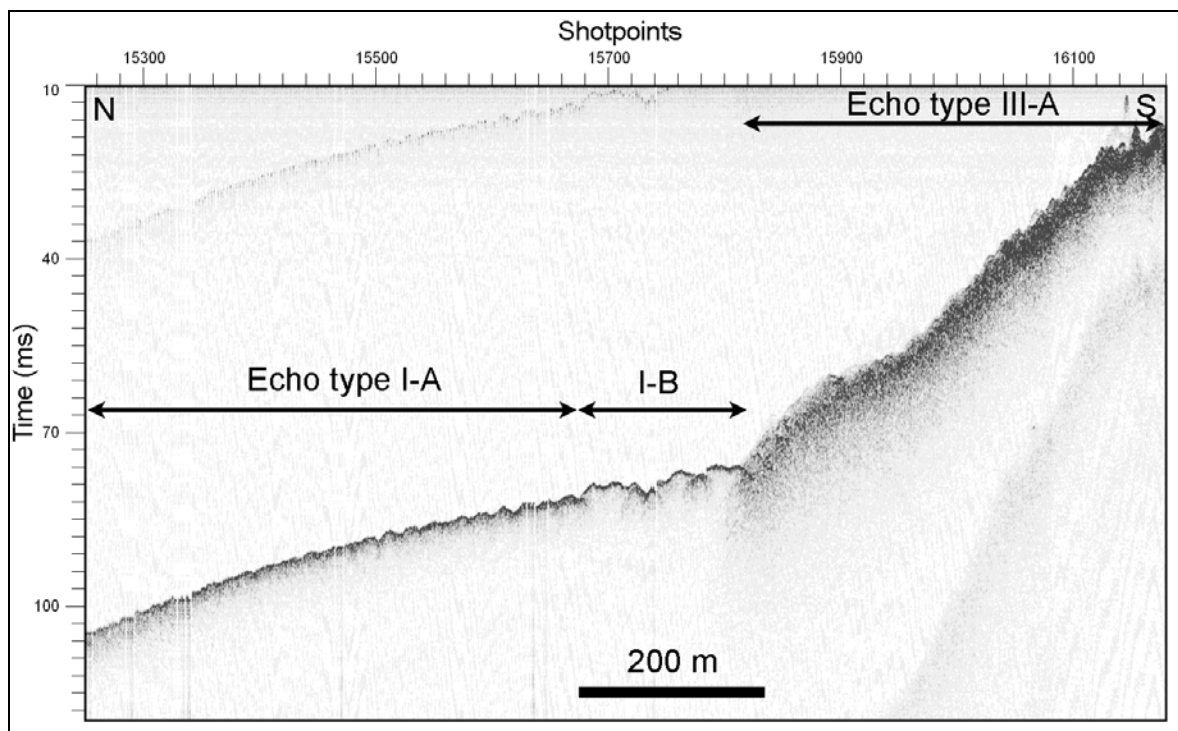 Shotpoints
15300 15500 15700 15900 16100
10
N
Echo type III-A
S
40
Time (ms)
Echo type I-A
I-B
70
100
200 m